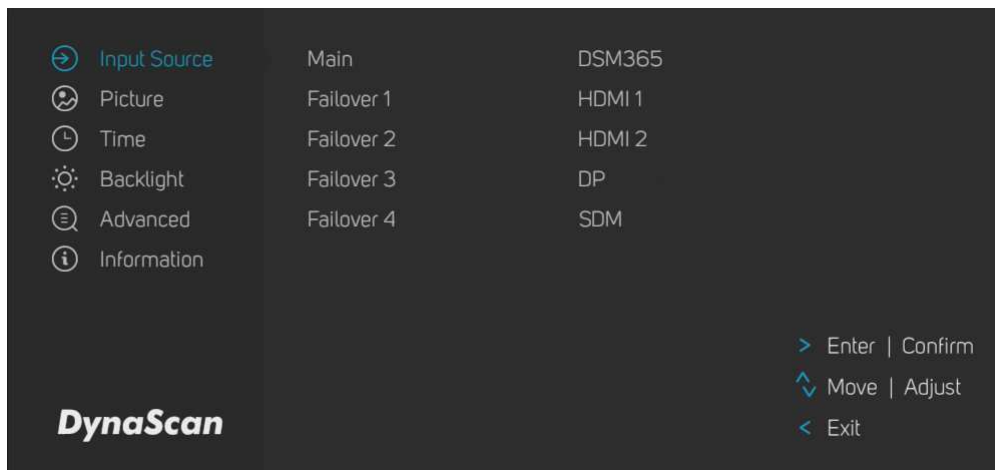 Input Source Main DSM365
Picture Failover 1 HDMI 1
Time Failover 2 HDMI 2
Backlight Failover 3 DP
Advanced Failover 4 SDM
Information
> Enter | Confirm
Move | Adjust
< Exit
DynaScan